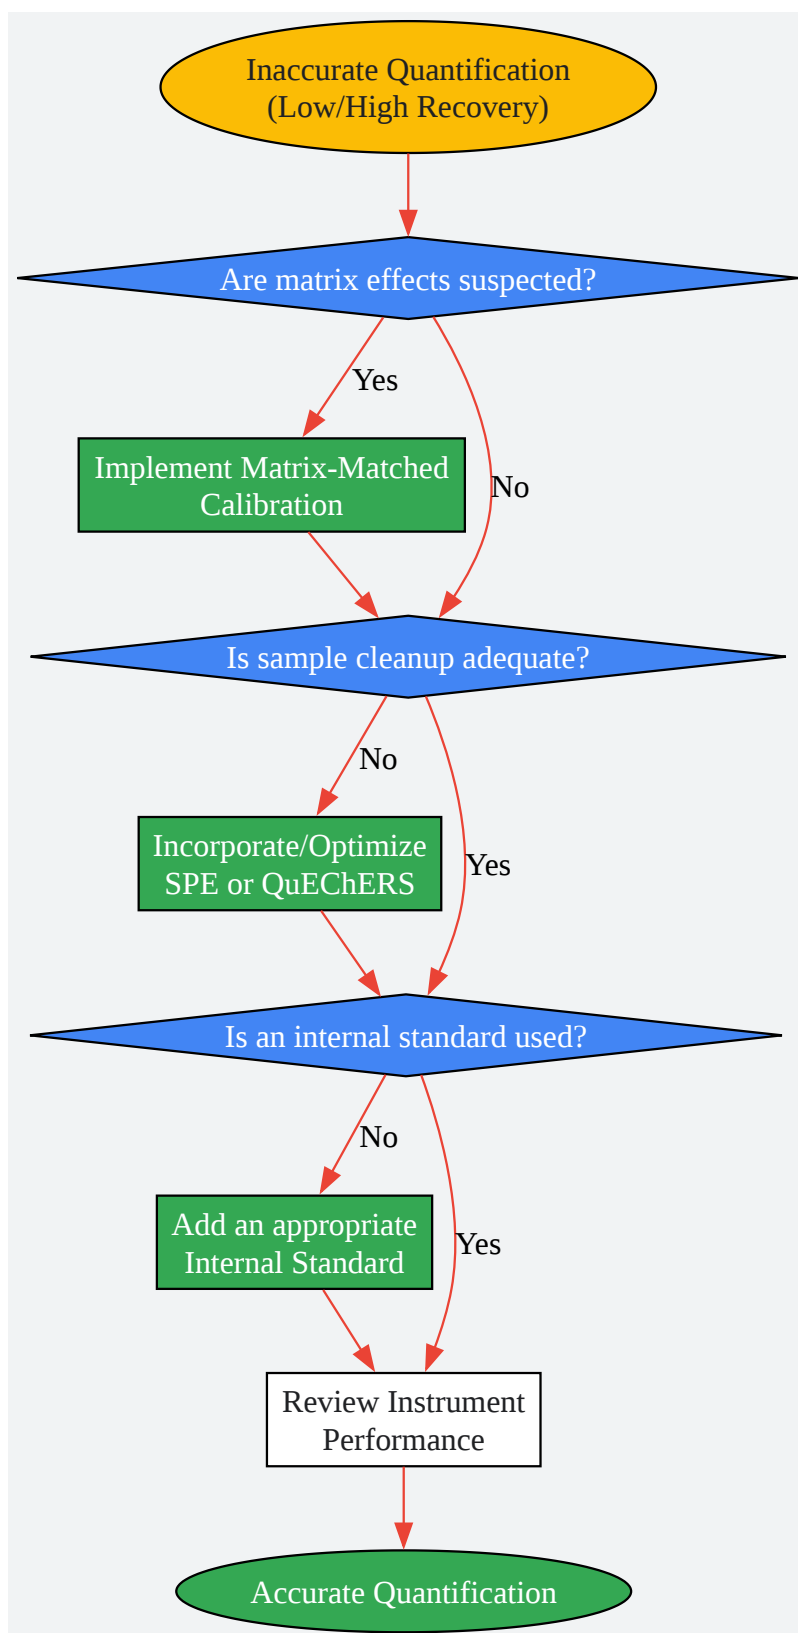 Inaccurate Quantification
(Low/High Recovery)
Are matrix effects suspected?
Yes
Implement Matrix-Matched
Calibration
No
Is sample cleanup adequate?
No
Incorporate/Optimize
SPE or QuEChERS
Yes
Is an internal standard used?
No
Add an appropriate
Internal Standard
Yes
Review Instrument
Performance
Accurate Quantification